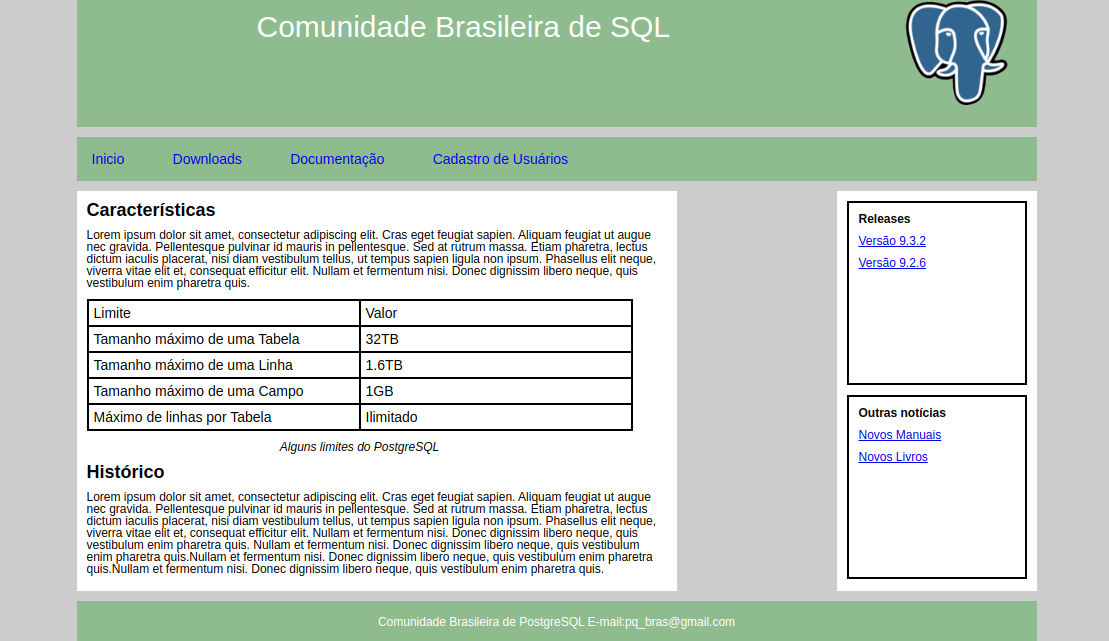 Comunidade Brasileira de SQL
Inicio Downloads Documentação Cadastro de Usuários
Características
Lorem ipsum dolor sit amet, consectetur adipiscing elit. Cras eget feugiat sapien. Aliquam feugiat ut augue
nec gravida. Pellentesque pulvinar id mauris in pellentesque. Sed at rutrum massa. Etiam pharetra, lectus
dictum iaculis placerat, nisi diam vestibulum tellus, ut tempus sapien ligula non ipsum. Phasellus elit neque,
viverra vitae elit et, consequat efficitur elit. Nullam et fermentum nisi. Donec dignissim libero neque, quis
vestibulum enim pharetra quis.
Limite Valor
Tamanho máximo de uma Tabela 32TB
Tamanho máximo de uma Linha 1.6TB
Tamanho máximo de uma Campo 1GB
Máximo de linhas por Tabela Ilimitado
Alguns limites do PostgreSQL
Histórico
Lorem ipsum dolor sit amet, consectetur adipiscing elit. Cras eget feugiat sapien. Aliquam feugiat ut augue
nec gravida. Pellentesque pulvinar id mauris in pellentesque. Sed at rutrum massa. Etiam pharetra, lectus
dictum iaculis placerat, nisi diam vestibulum tellus, ut tempus sapien ligula non ipsum. Phasellus elit neque,
viverra vitae elit et, consequat efficitur elit. Nullam et fermentum nisi. Donec dignissim libero neque, quis
vestibulum enim pharetra quis. Nullam et fermentum nisi. Donec dignissim libero neque, quis vestibulum
enim pharetra quis.Nullam et fermentum nisi. Donec dignissim libero neque, quis vestibulum enim pharetra
quis.Nullam et fermentum nisi. Donec dignissim libero neque, quis vestibulum enim pharetra quis.
Releases
Versão 9.3.2
Versão 9.2.6
Outras notícias
Novos Manuais
Novos Livros
Comunidade Brasileira de PostgreSQL E-mail:pq_bras@gmail.com